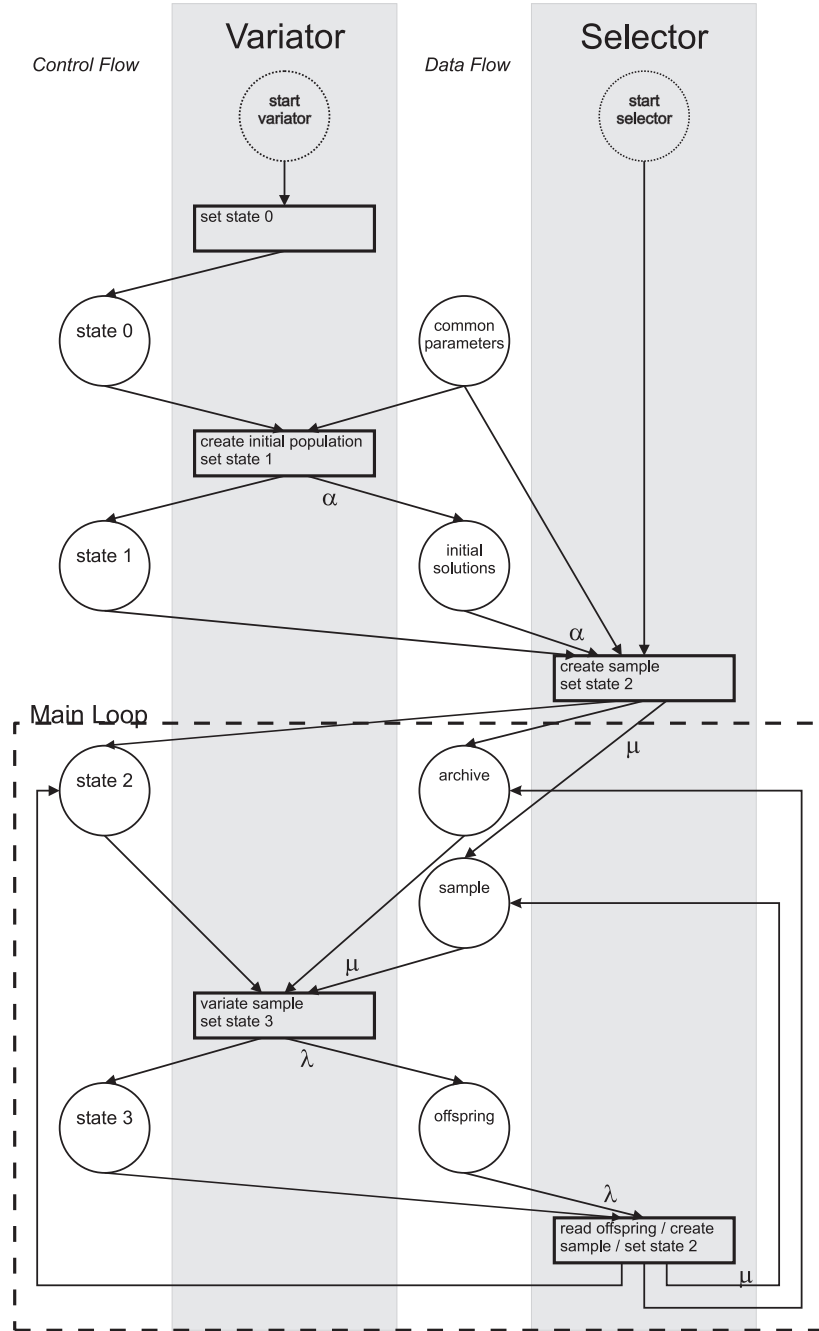 Variator
Selector
Control Flow
Data Flow
start
variator
start
selector
set state 0
state 0
common
parameters
create initial population
set state 1
α
state 1
initial
solutions
α
create sample
set state 2
Main Loop
μ
state 2
archive
sample
μ
variate sample
set state 3
λ
state 3
offspring
λ
read offspring / create
sample / set state 2
μ